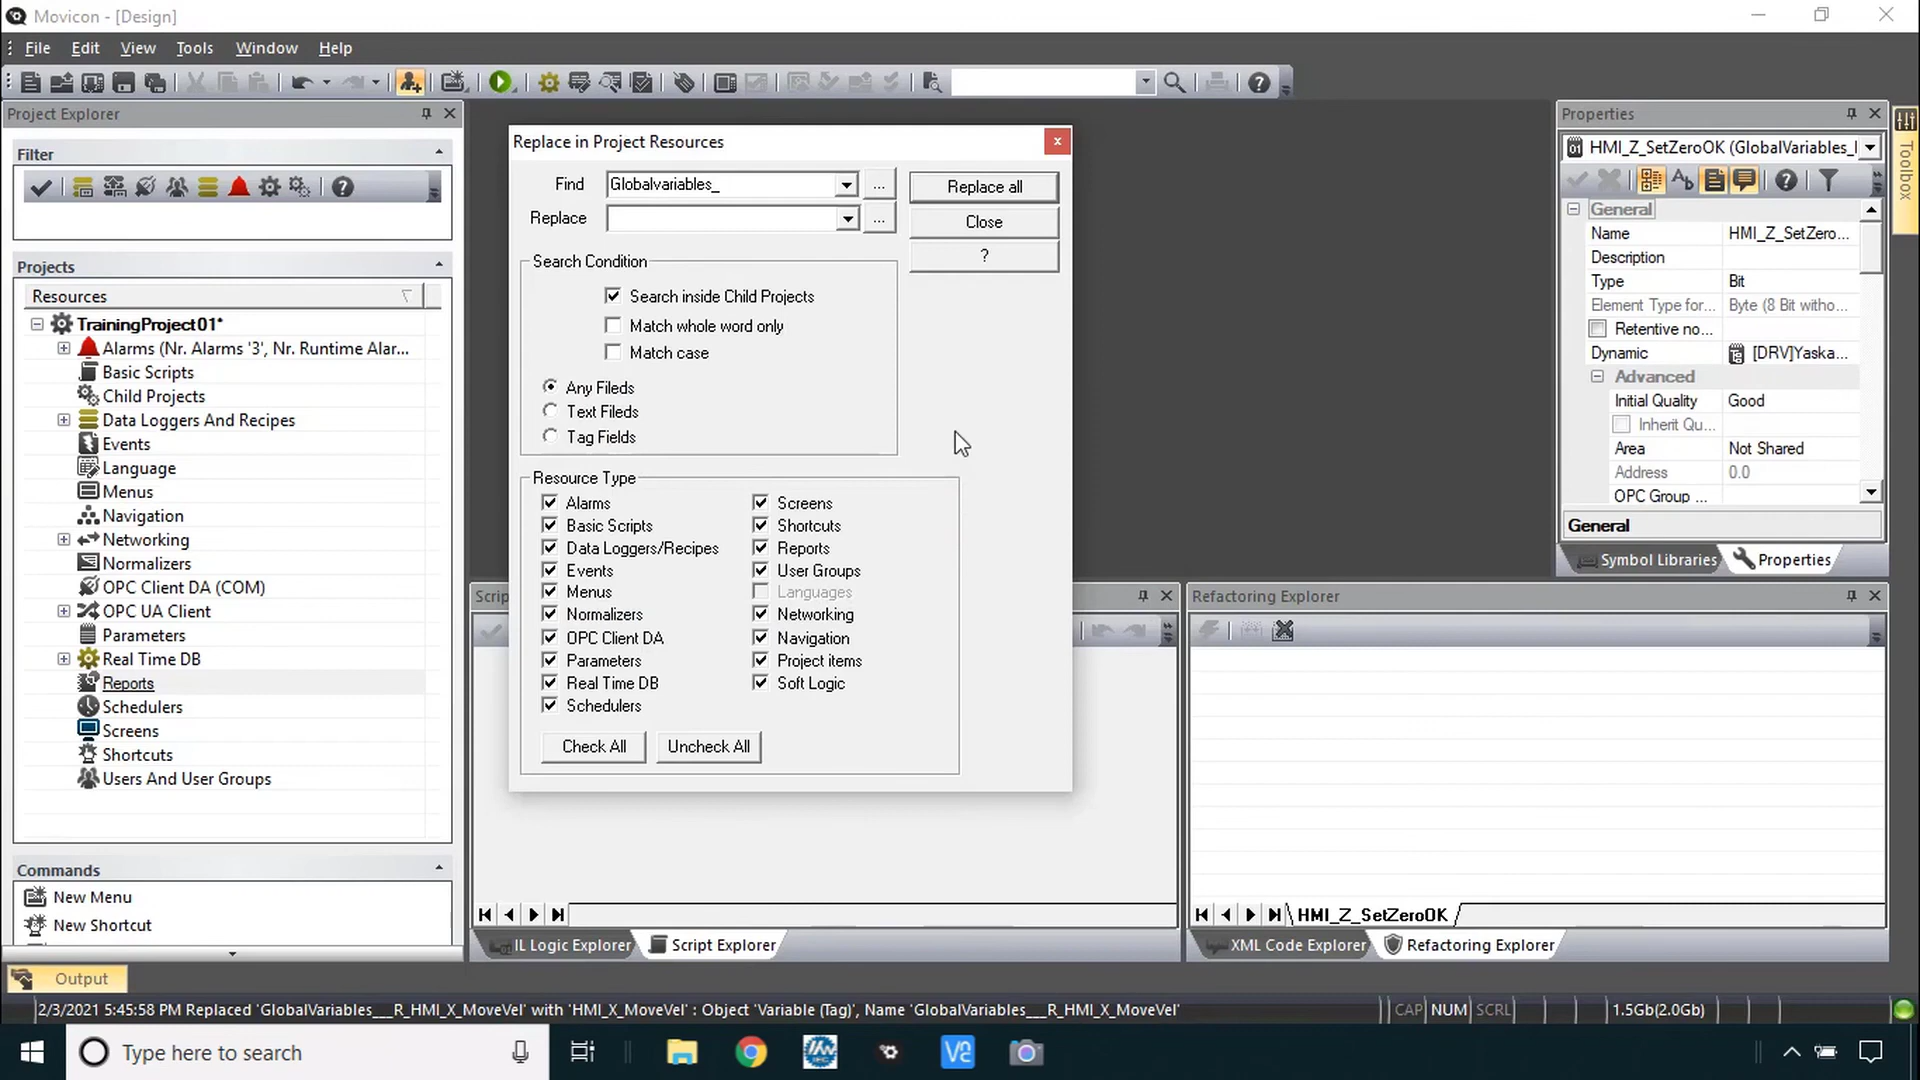 Movicon - [Design]
File Edit View Tools Window Help
Project Explorer
Filter
Projects
Resources
TrainingProject01*
Alarms (Nr. Alarms '3', Nr. Runtime Alar...
Basic Scripts
Child Projects
Data Loggers And Recipes
Events
Language
Menus
Navigation
Networking
Normalizers
OPC Client DA (COM)
OPC UA Client
Parameters
Real Time DB
Reports
Schedulers
Screens
Shortcuts
Users And User Groups
Commands
New Menu
New Shortcut
Output
Replace in Project Resources
x
Find Globalvariables_ ... Replace all
Replace ... Close
?
Search Condition
Search inside Child Projects
Match whole word only
Match case
Any Fileds
Text Fileds
Tag Fields
Resource Type
Alarms Screens
Basic Scripts Shortcuts
Data Loggers/Recipes Reports
Events User Groups
Menus Languages
Normalizers Networking
OPC Client DA Navigation
Parameters Project items
Real Time DB Soft Logic
Schedulers
Check All Uncheck All
Scrip
IL Logic Explorer Script Explorer
Properties
HMI_Z_SetZeroOK (GlobalVariables_
General
Name HMI_Z_SetZero...
Description
Type Bit
Element Type for... Byte (8 Bit witho...
Retentive no...
Dynamic [DRV]Yaska...
Advanced
Initial Quality Good
Inherit Qu...
Area Not Shared
Address 0.0
OPC Group ...
General
Symbol Libraries Properties
Toolbox
Refactoring Explorer
HMI_Z_SetZeroOK
XML Code Explorer Refactoring Explorer
2/3/2021 5:45:58 PM Replaced 'GlobalVariables___R_HMI_X_MoveVel' with 'HMI_X_MoveVel' : Object 'Variable (Tag)', Name 'GlobalVariables___R_HMI_X_MoveVel'
CAP NUM SCRL 1.5Gb(2.0Gb)
Type here to search